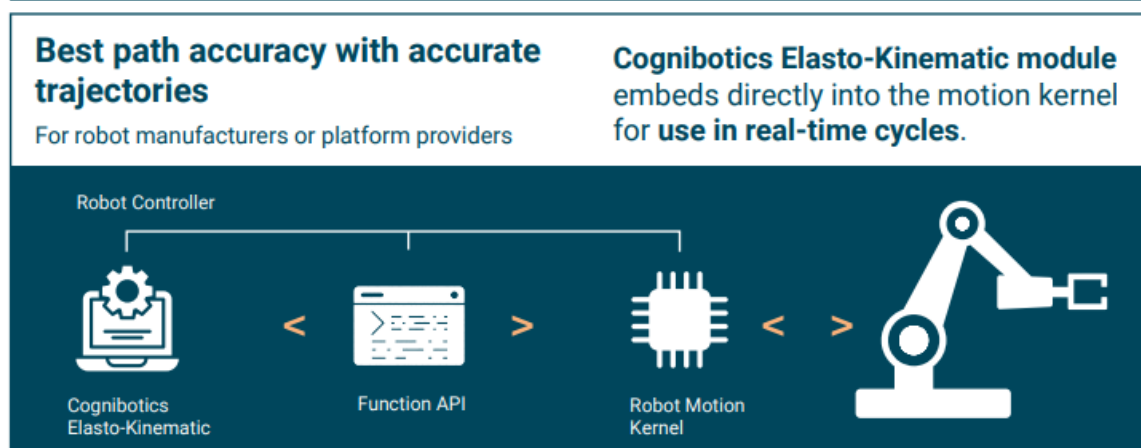 Best path accuracy with accurate
trajectories
For robot manufacturers or platform providers
Cognibotics Elasto-Kinematic module
embeds directly into the motion kernel
for use in real-time cycles.
Robot Controller
< > < >
Cognibotics
Elasto-Kinematic
Function API
Robot Motion
Kernel